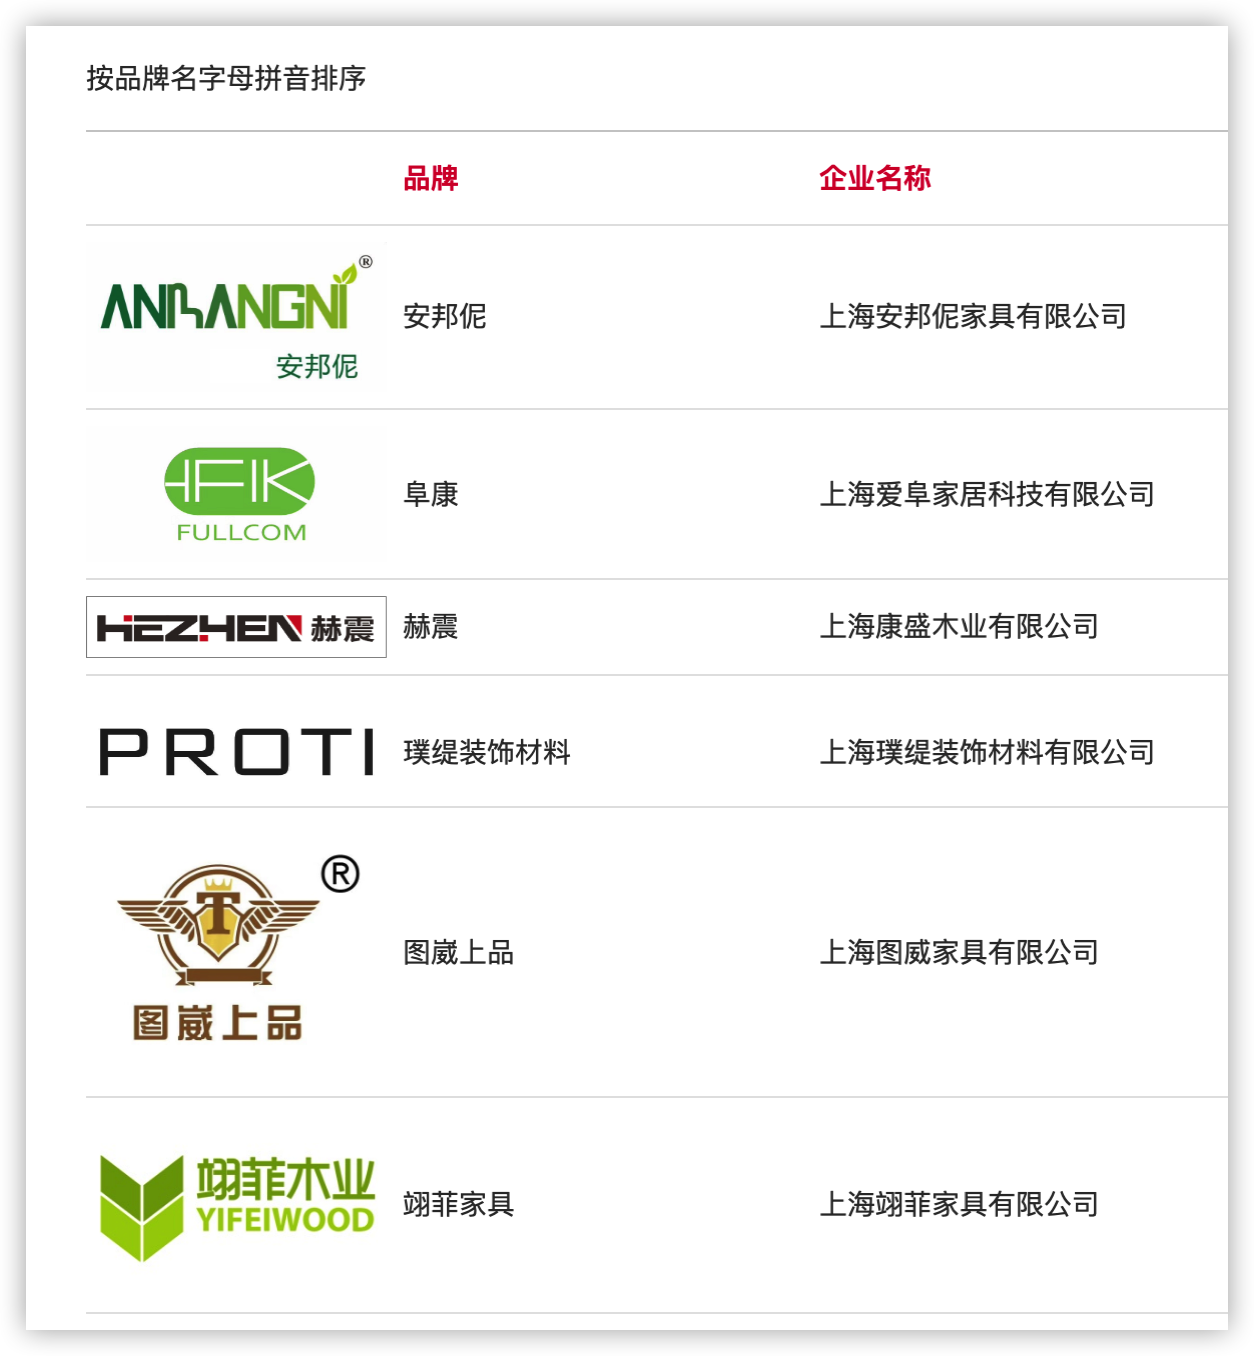 按品牌名字母拼音排序
品牌 企业名称
ANBANGNI®
安邦伲
安邦伲 上海安邦伲家具有限公司
FK
FULLCOM
阜康 上海爱阜家居科技有限公司
HEZHEN 赫震
赫震 上海康盛木业有限公司
PROTI
璞缇装饰材料 上海璞缇装饰材料有限公司
®
T
图崴上品
图崴上品 上海图威家具有限公司
翊菲木业
YIFEIWOOD
翊菲家具 上海翊菲家具有限公司